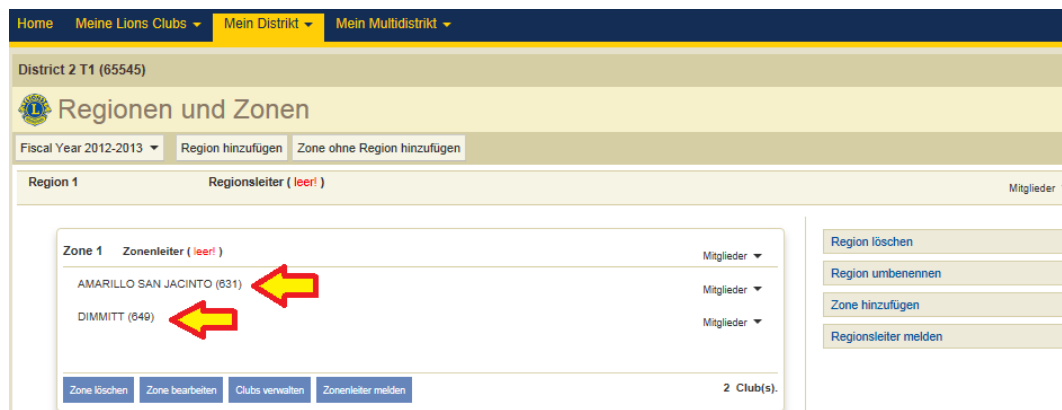 Home Meine Lions Clubs Mein Distrikt Mein Multidistrikt
District 2 T1 (65545)
Regionen und Zonen
Fiscal Year 2012-2013 Region hinzufügen Zone ohne Region hinzufügen
Region 1 Regionsleiter ( leer! ) Mitglieder
Zone 1 Zonenleiter ( leer! ) Mitglieder
AMARILLO SAN JACINTO (631) Mitglieder
DIMMITT (649) Mitglieder
Zone löschen Zone bearbeiten Clubs verwalten Zonenleiter melden 2 Club(s).
Region löschen
Region umbenennen
Zone hinzufügen
Regionsleiter melden